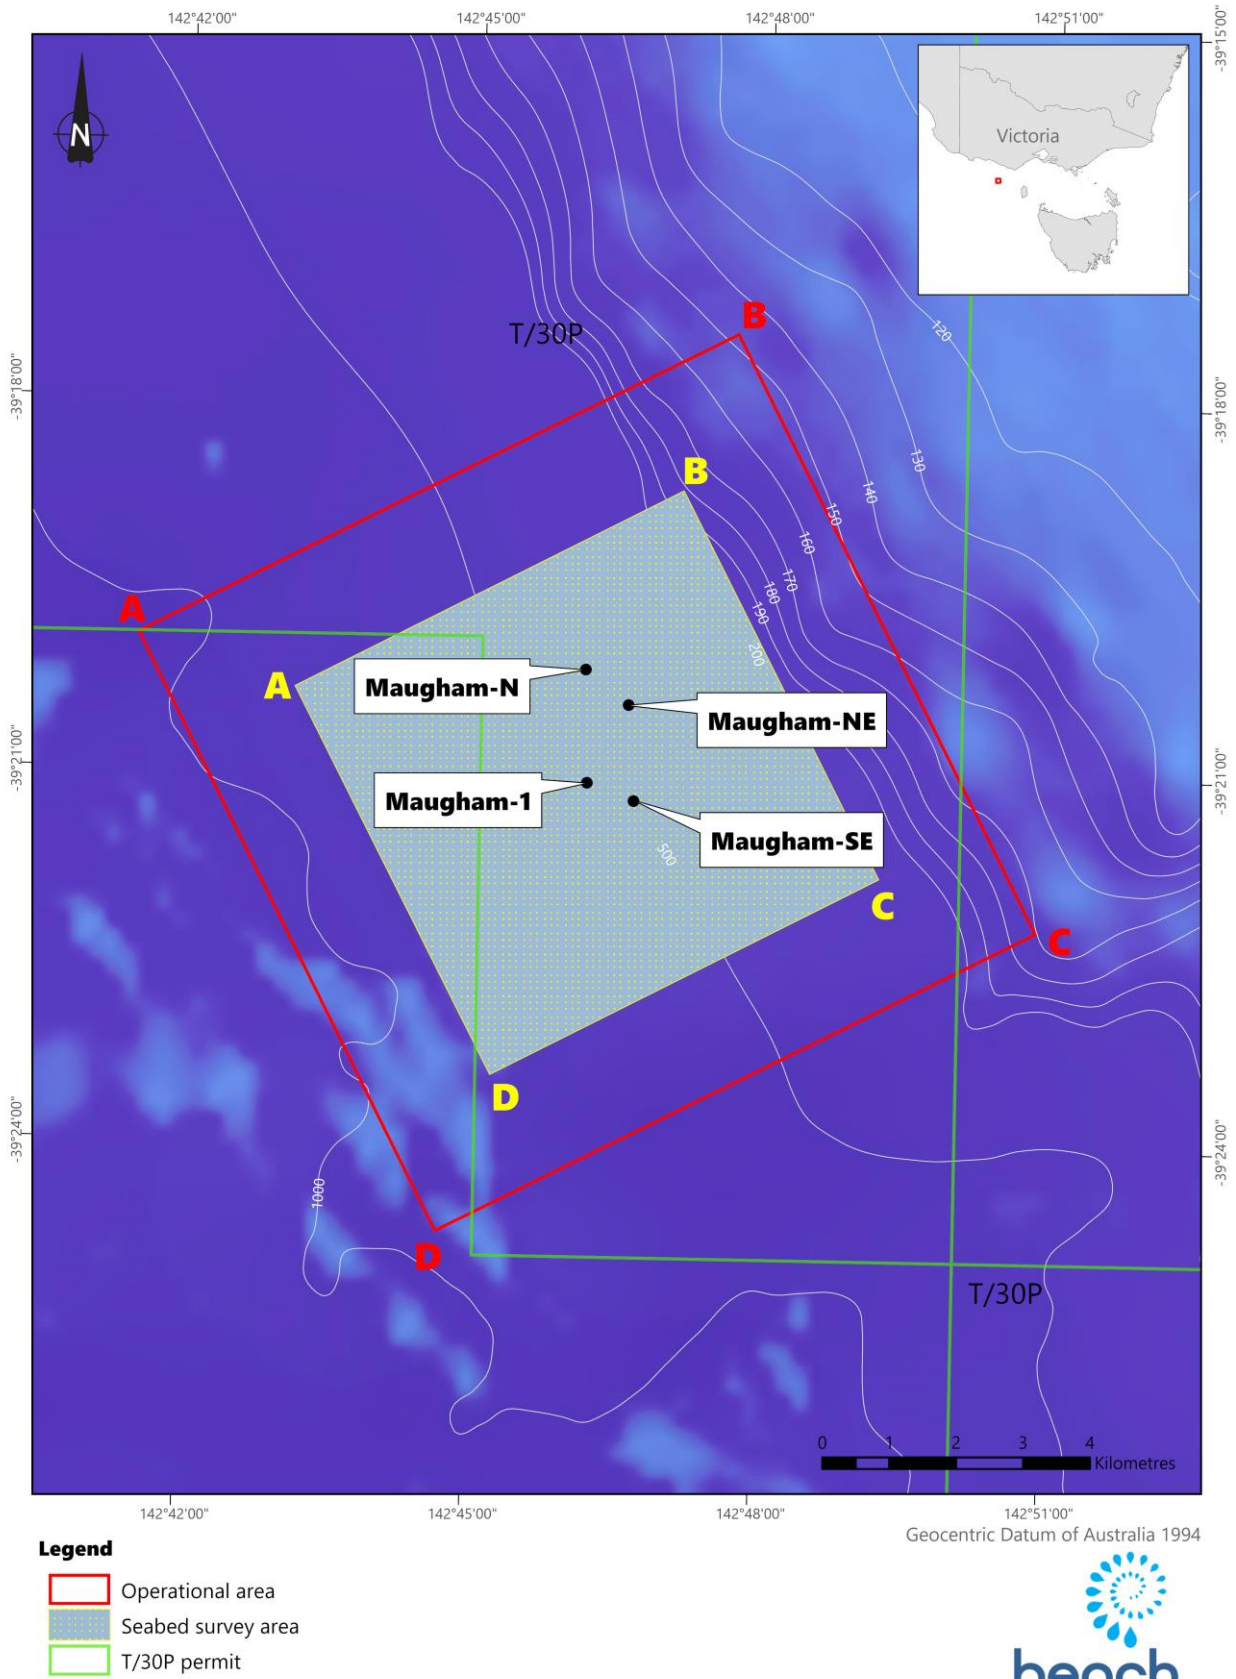 142°42'00" 142°45'00" 142°48'00" 142°51'00"
-39°15'00"
N
Victoria
120
T/30P
B
-39°18'00"
-39°18'00"
130
B
140
150
160
170
180
190
A
200
A
Maugham-N
Maugham-NE
-39°21'00"
-39°21'00"
Maugham-1
Maugham-SE
500
C
C
D
-39°24'00"
-39°24'00"
1000
D
T/30P
0 1 2 3 4
Kilometres
142°42'00" 142°45'00" 142°48'00" 142°51'00"
Geocentric Datum of Australia 1994
Legend
Operational area
Seabed survey area
T/30P permit
beach